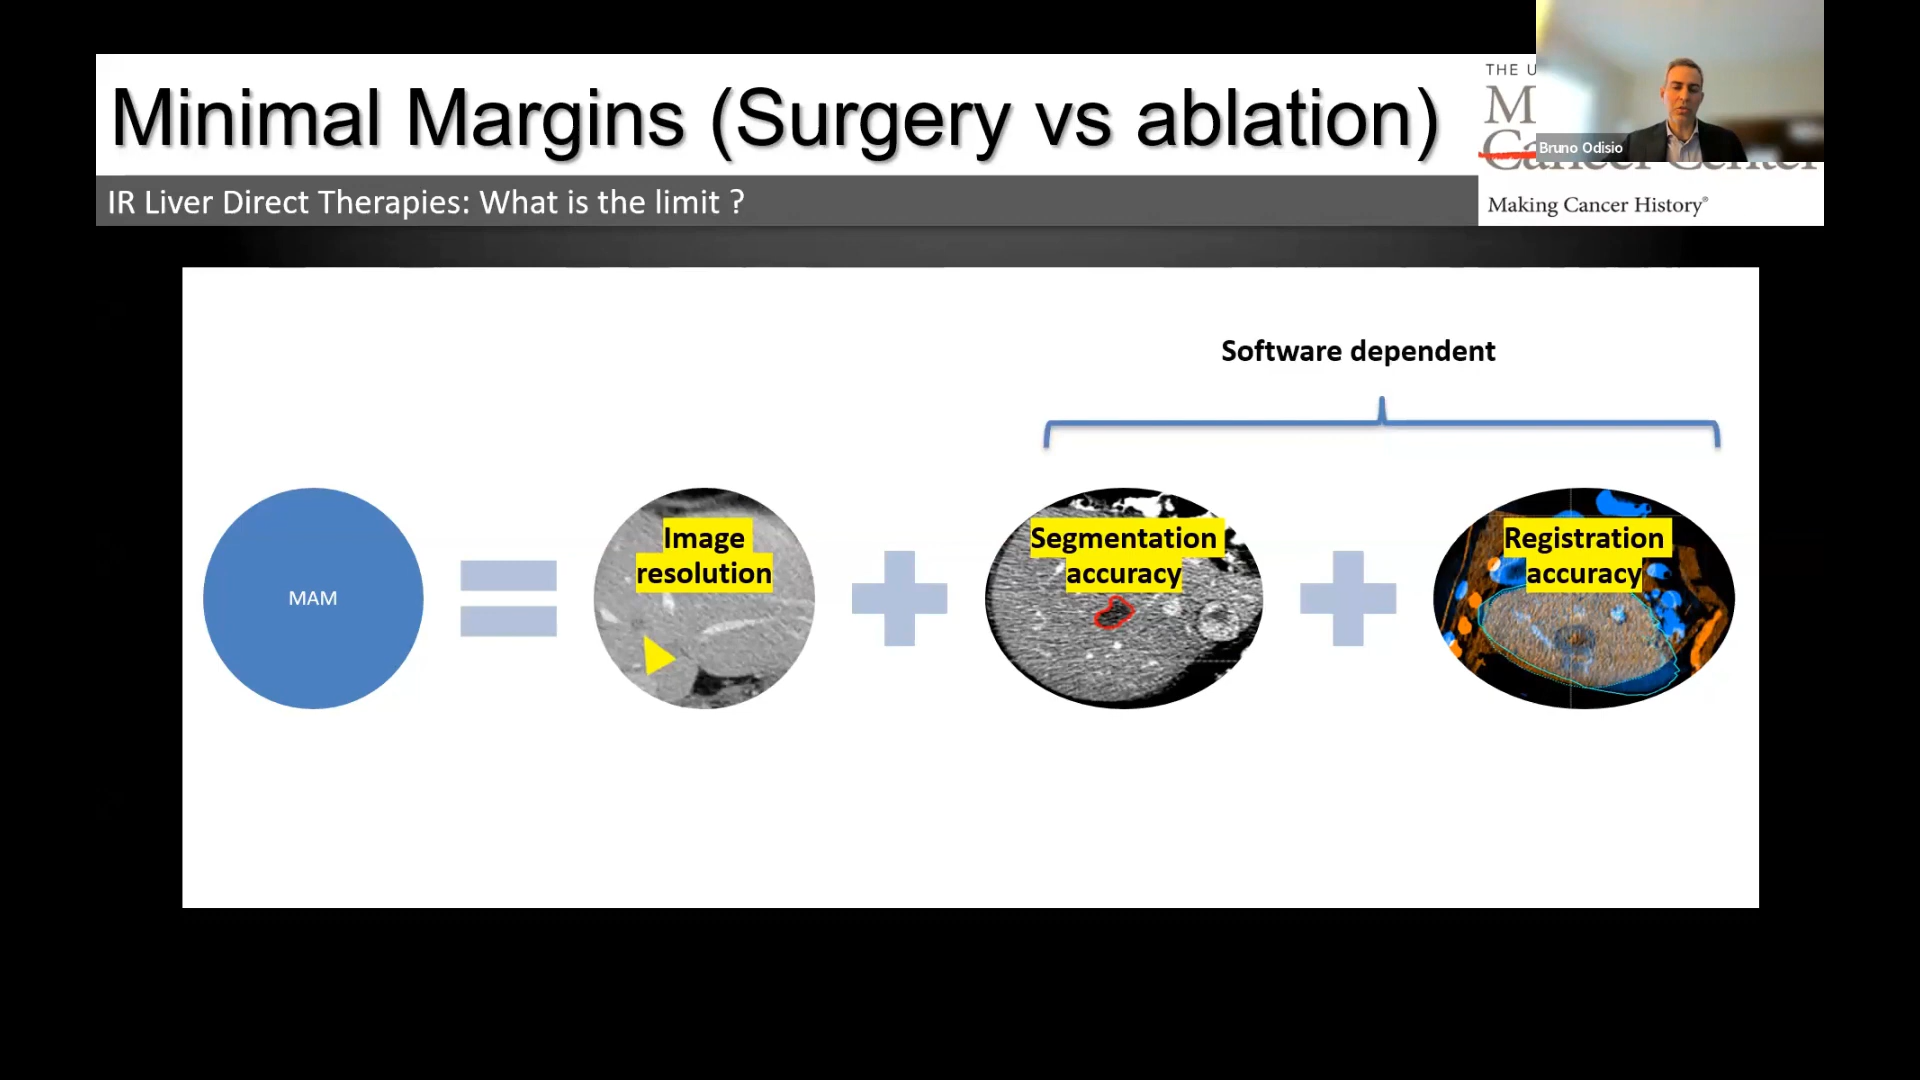 Minimal Margins (Surgery vs ablation)
THE U
M
Cancer Center
Bruno Odisio
IR Liver Direct Therapies: What is the limit ?
Making Cancer History®
Software dependent
MAM
Image
resolution
Segmentation
accuracy
Registration
accuracy